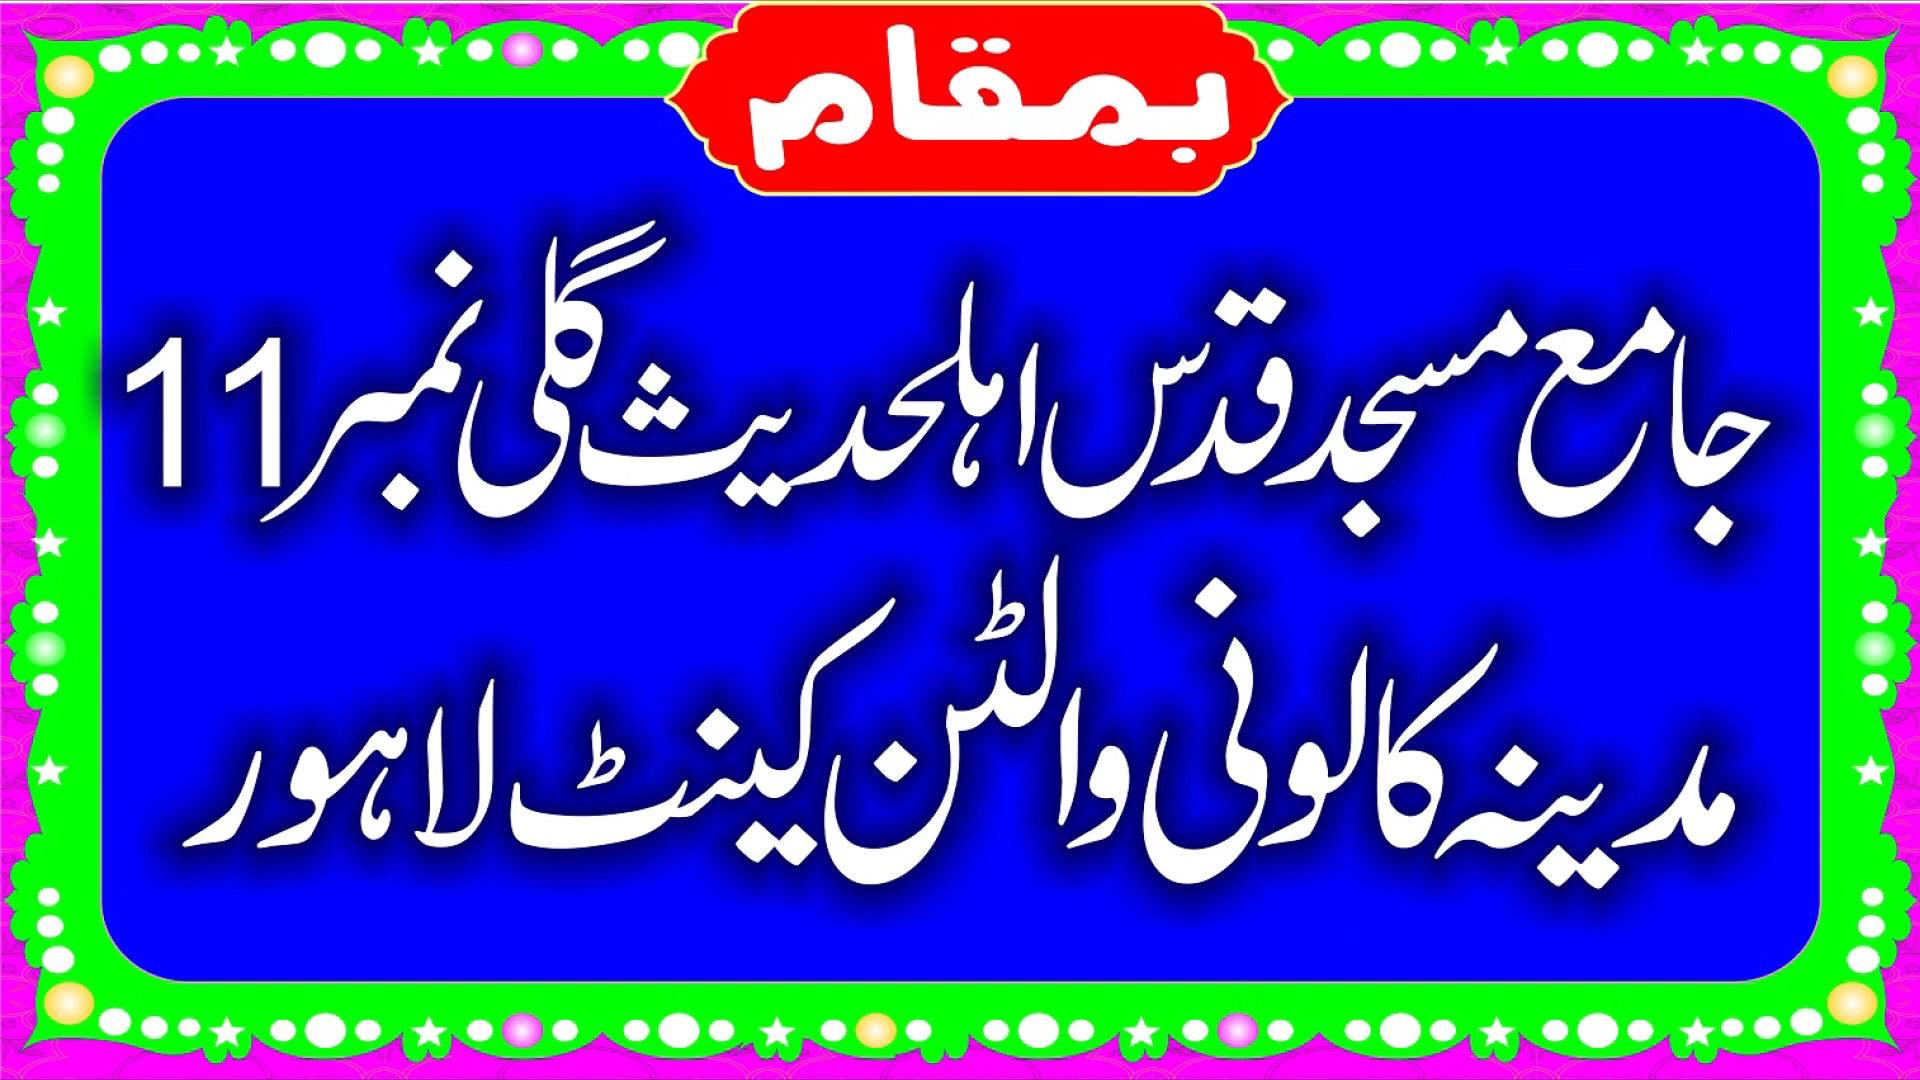 بمقام
جامع مسجد قدس اہلحدیث گلی نمبر 11
مدینہ کالونی والٹن کینٹ لاہور